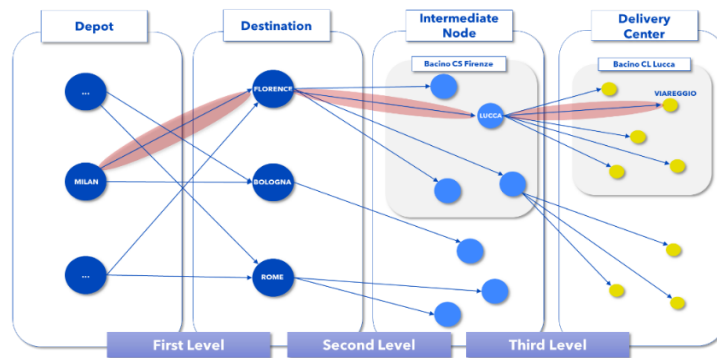 Depot
Destination
Intermediate
Node
Delivery
Center
Bacino CS Firenze
Bacino CL Lucca
...
FLORENCE
VIAREGGIO
LUCCA
MILAN
BOLOGNA
...
ROME
First Level
Second Level
Third Level